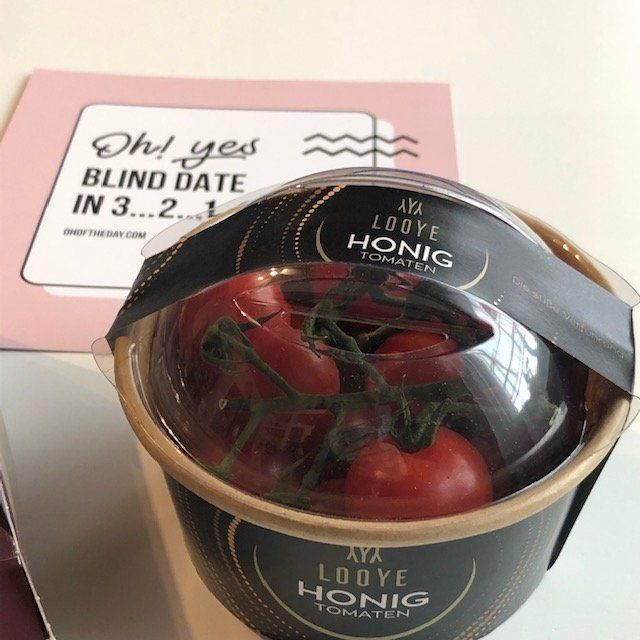 Oh! yes
BLIND DATE
IN 3...2...1
OHOFTHEDAY.COM
LOOYE
HONIG
TOMATEN
LOOYE
HONIG
TOMATEN